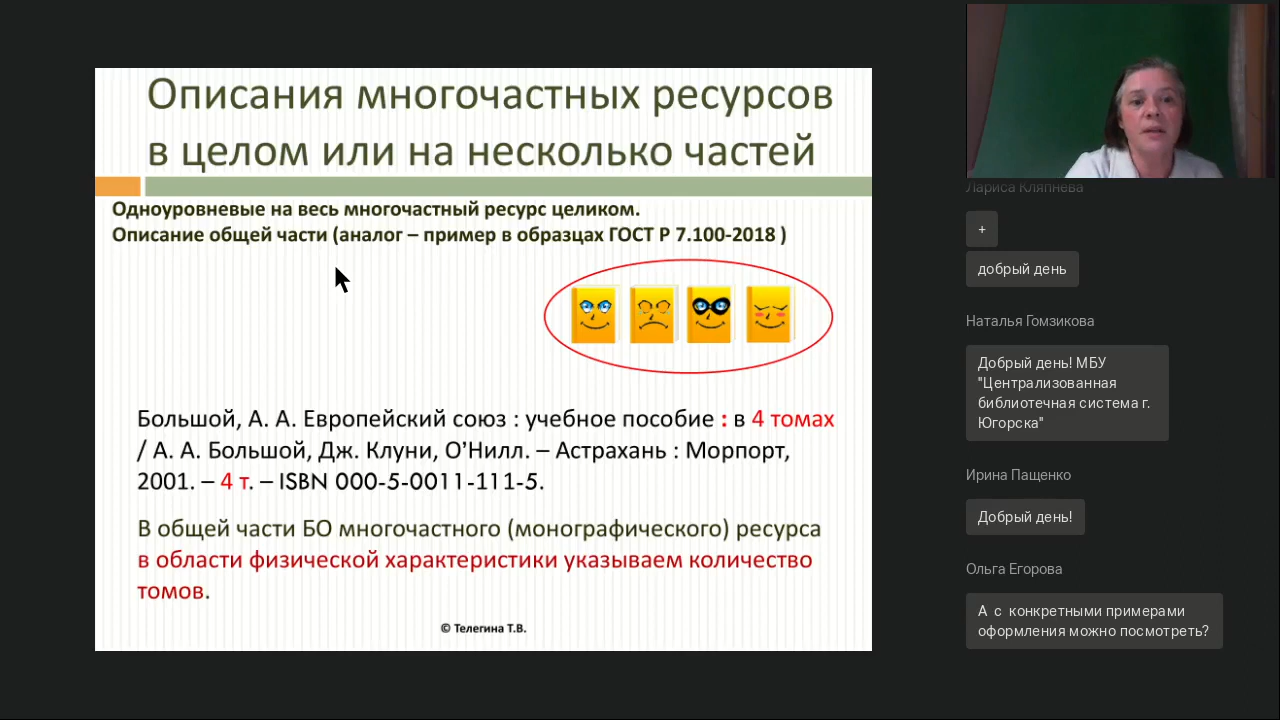 Описания многочастных ресурсов
в целом или на несколько частей
Одноуровневые на весь многочастный ресурс целиком.
Описание общей части (аналог – пример в образцах ГОСТ Р 7.100-2018 )
Большой, А. А. Европейский союз : учебное пособие : в 4 томах
/ А. А. Большой, Дж. Клуни, О’Нилл. – Астрахань : Морпорт,
2001. – 4 т. – ISBN 000-5-0011-111-5.
В общей части БО многочастного (монографического) ресурса
в области физической характеристики указываем количество
томов.
© Телегина Т.В.
Лариса Кляпнева
+
добрый день
Наталья Гомзикова
Добрый день! МБУ
"Централизованная
библиотечная система г.
Югорска"
Ирина Пащенко
Добрый день!
Ольга Егорова
А с конкретными примерами
оформления можно посмотреть?